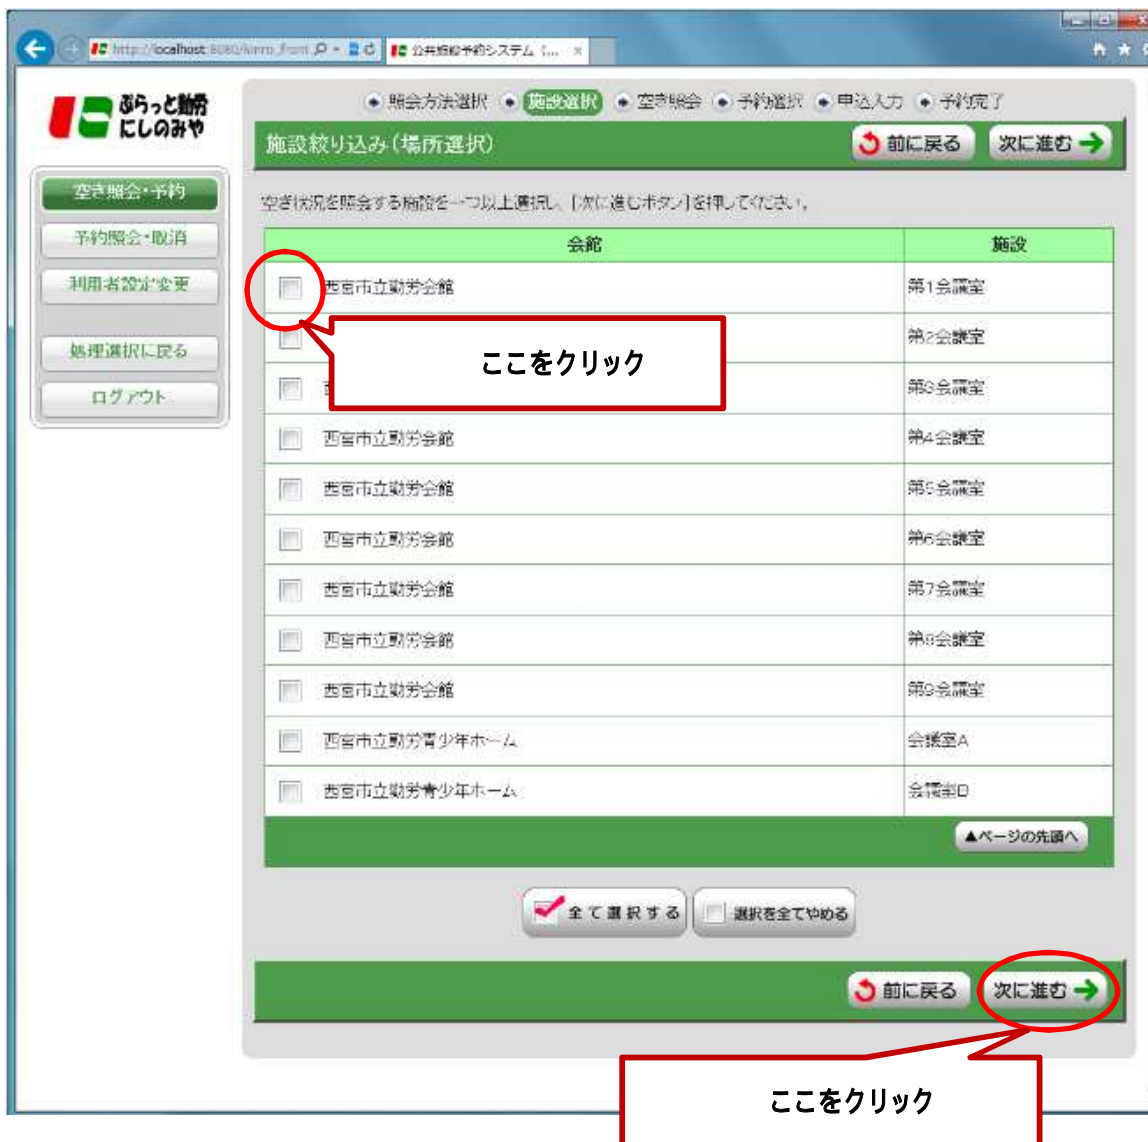 公共施設予約システム (...
ぷらっと勤労
にしのみや
照会方法選択 施設選択 空き照会 予約選択 申込入力 予約完了
施設絞り込み(場所選択)
前に戻る 次に進む
空き照会・予約
予約照会・取消
利用者設定変更
処理選択に戻る
ログアウト
空き状況を照会する施設を一つ以上選択し、[次に進むボタン]を押してください。
会館 施設
西宮市立勤労会館 第1会議室
第2会議室
ここをクリック
第3会議室
西宮市立勤労会館 第4会議室
西宮市立勤労会館 第5会議室
西宮市立勤労会館 第6会議室
西宮市立勤労会館 第7会議室
西宮市立勤労会館 第8会議室
西宮市立勤労会館 第9会議室
西宮市立勤労青少年ホーム 会議室A
西宮市立勤労青少年ホーム 会議室B
▲ページの先頭へ
全て選択する 選択を全てやめる
前に戻る 次に進む
ここをクリック